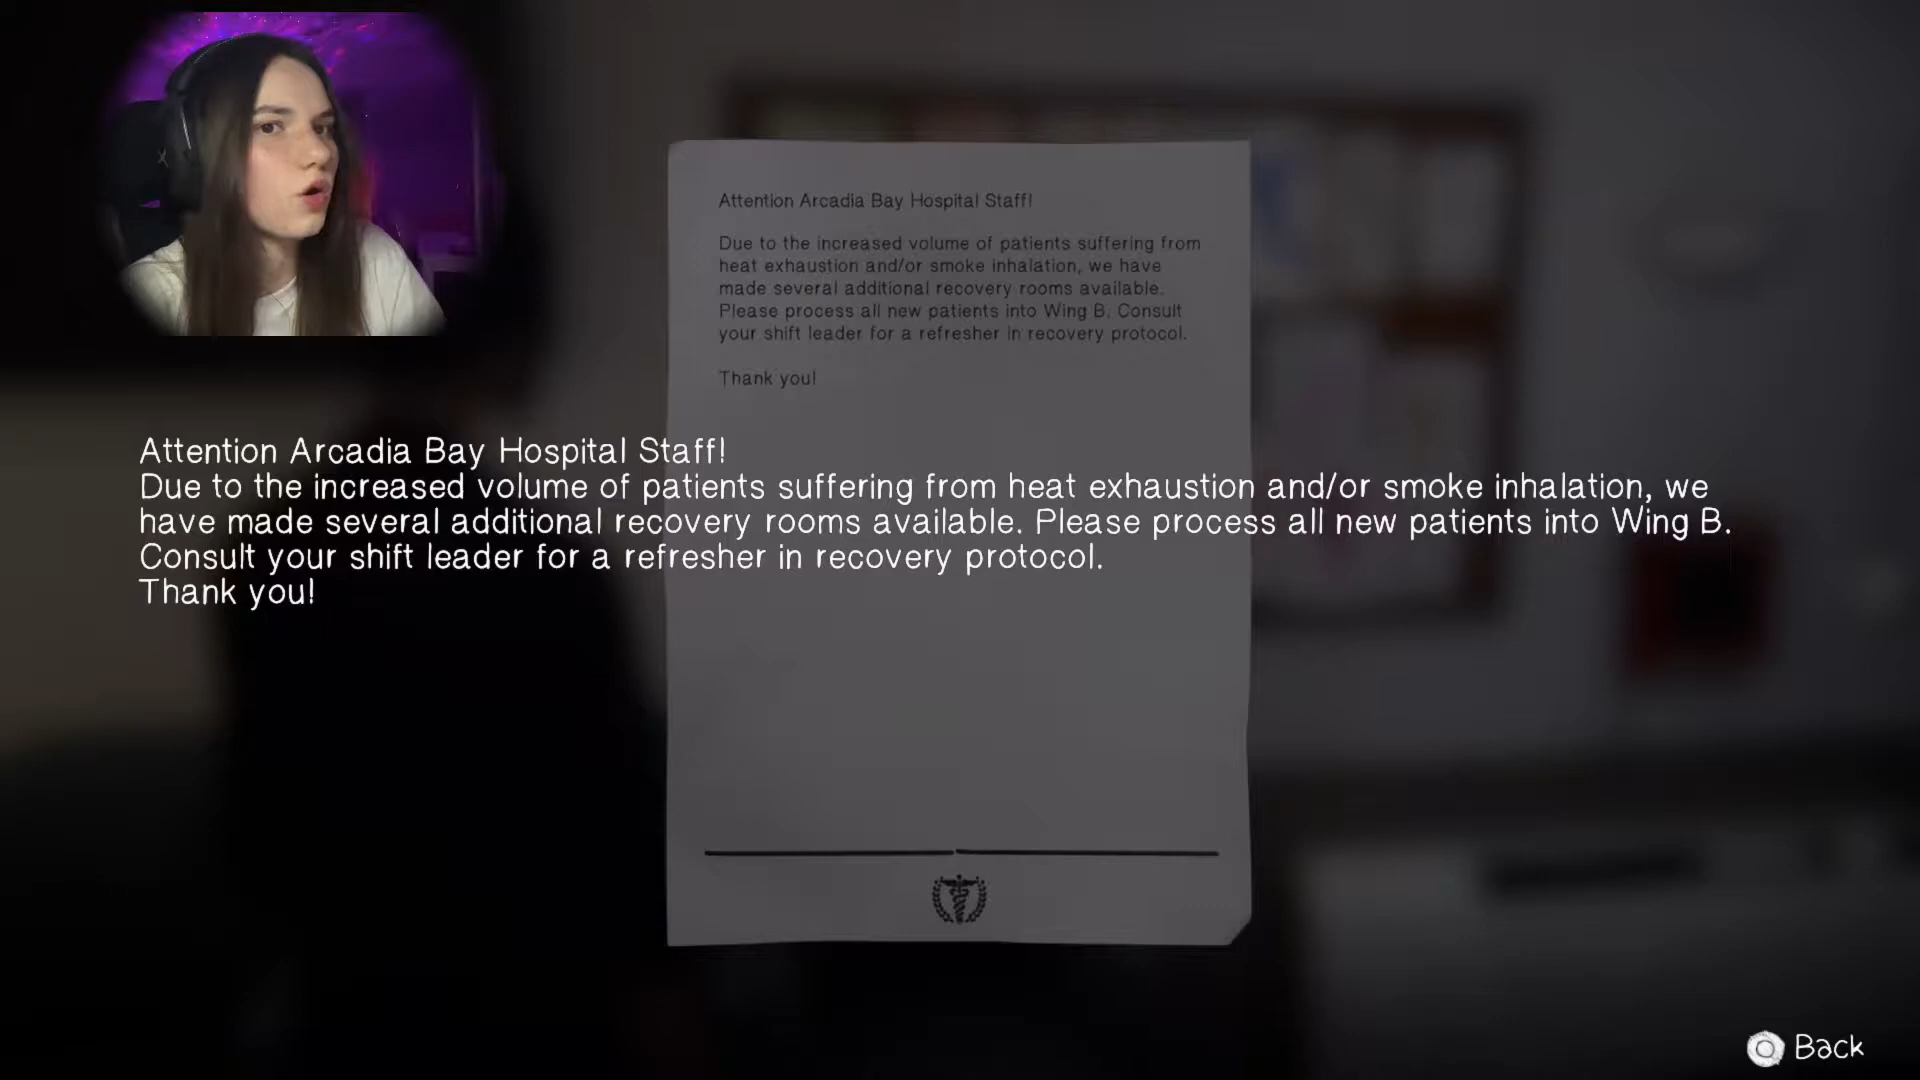 Attention Arcadia Bay Hospital Staff!
Due to the increased volume of patients suffering from
heat exhaustion and/or smoke inhalation, we have
made several additional recovery rooms available.
Please process all new patients into Wing B. Consult
your shift leader for a refresher in recovery protocol.
Thank you!
Attention Arcadia Bay Hospital Staff!
Due to the increased volume of patients suffering from heat exhaustion and/or smoke inhalation, we
have made several additional recovery rooms available. Please process all new patients into Wing B.
Consult your shift leader for a refresher in recovery protocol.
Thank you!
Back